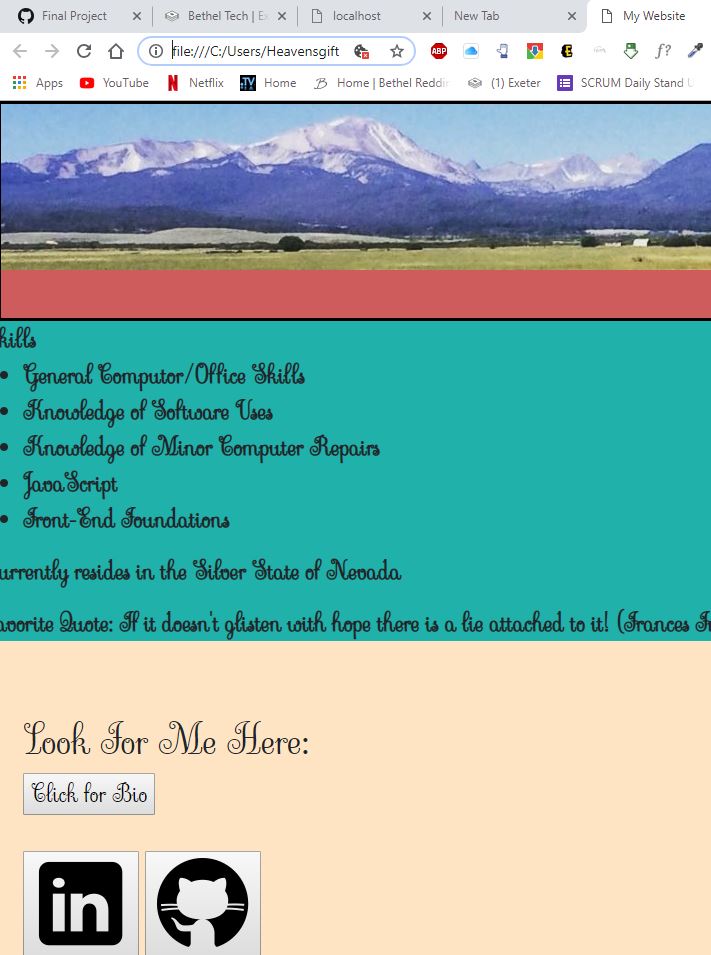 Final Project
Bethel Tech | Ex
localhost
New Tab
My Website
file:///C:/Users/Heavensgift
ABP
f?
Apps
YouTube
Netflix
Home
Home | Bethel Reddin
(1) Exeter
SCRUM Daily Stand U
kills
General Computor/Office Skills
Knowledge of Software Uses
Knowledge of Minor Computer Repairs
JavaScript
Front-End Foundations
urrently resides in the Silver State of Nevada
avorite Quote: If it doesn't glisten with hope there is a lie attached to it! (Frances Fr
Look For Me Here:
Click for Bio
in